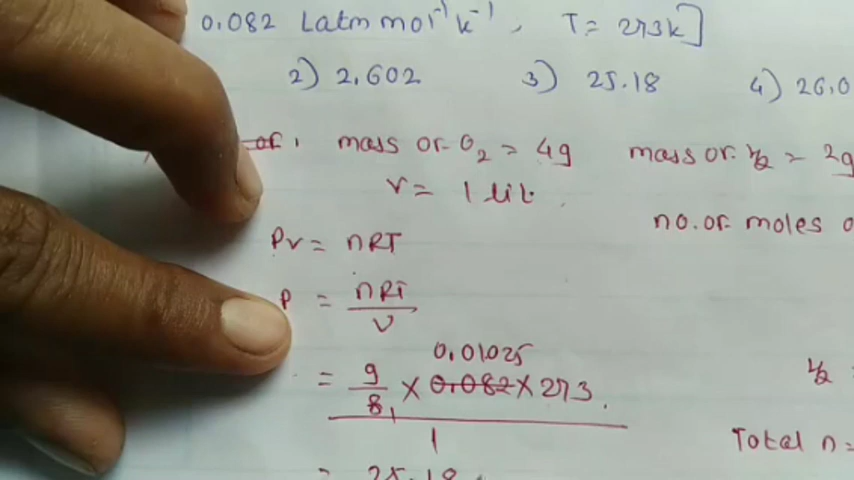 0.082 Latm mol⁻¹ k⁻¹, T = 273k]
2) 2.602 3) 25.18 4) 26.0
mass of O₂ = 4g mass of H₂ = 2g
V = 1 lit.
no. of moles o
PV = nRT
P = nRT
V
0.01025
= 9/8 × 0.082 × 273.
1
H₂ =
Total n =
= 25.18